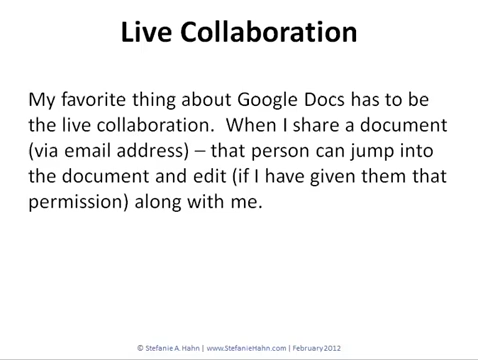 Live Collaboration
My favorite thing about Google Docs has to be
the live collaboration.  When I share a document
(via email address) – that person can jump into
the document and edit (if I have given them that
permission) along with me.
© Stefanie A. Hahn | www.StefanieHahn.com | February 2012